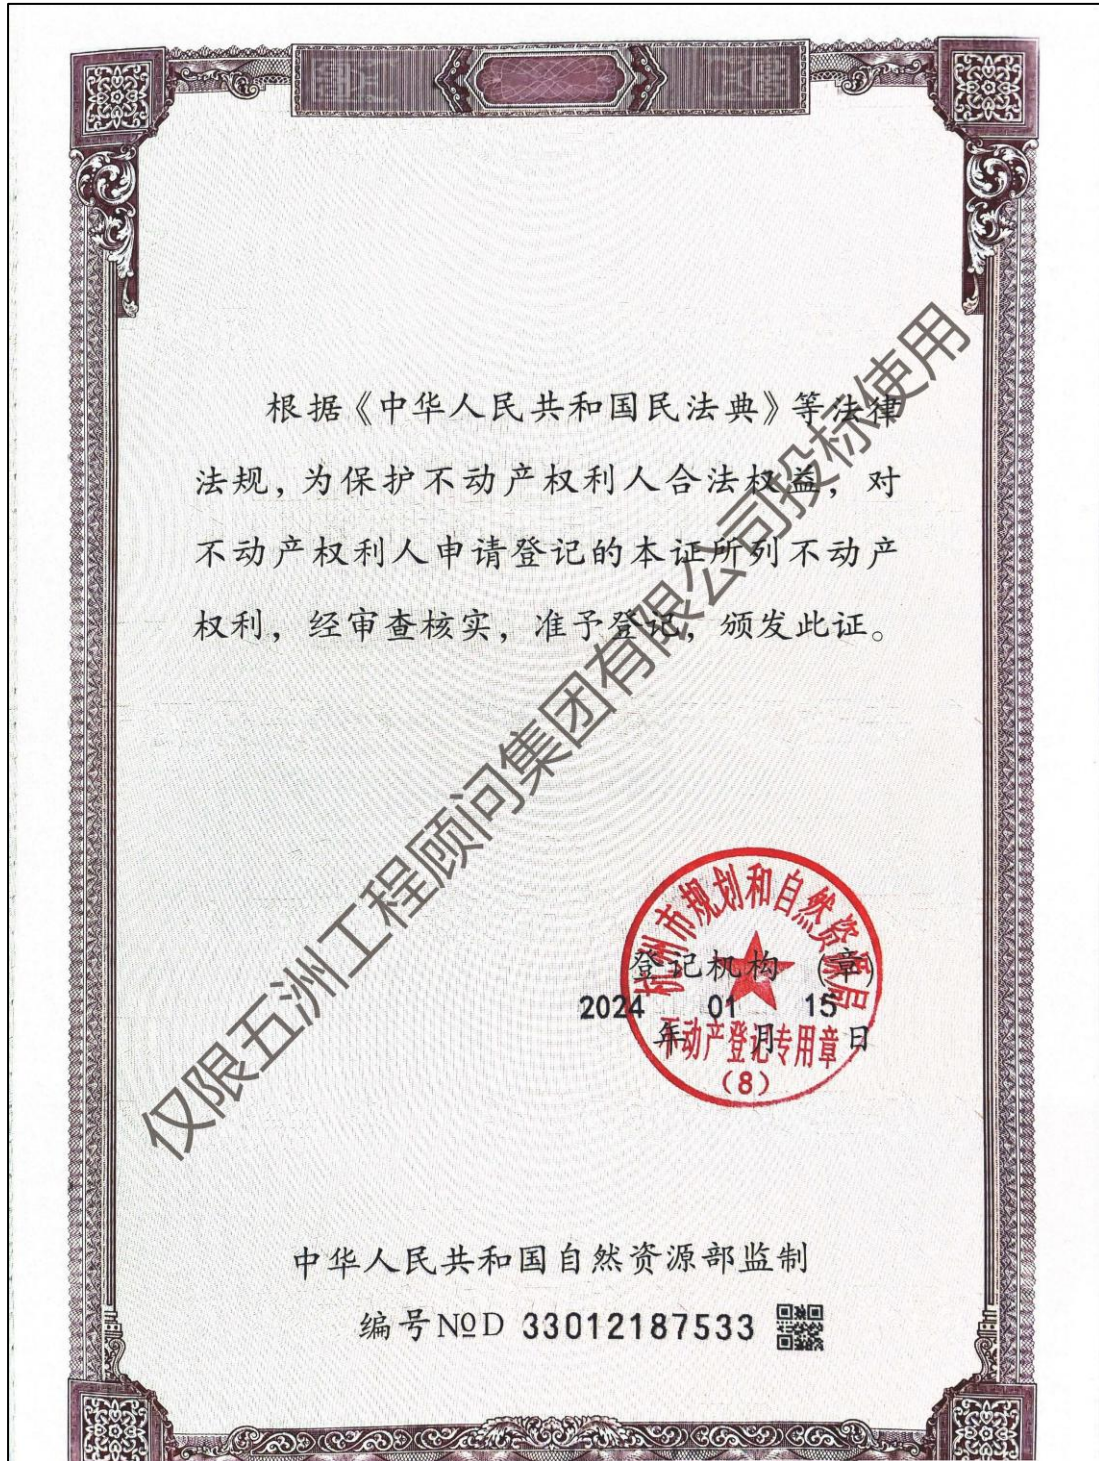 根据《中华人民共和国民法典》等法律
法规，为保护不动产权利人合法权益，对
不动产权利人申请登记的本证所列不动产
权利，经审查核实，准予登记，颁发此证。
仅限五洲工程顾问集团有限公司投标使用
杭州市规划和自然资源局
登记机构（章）
2024 01 15
年 月 日
不动产登记专用章
（8）
中华人民共和国自然资源部监制
编号 №D 33012187533